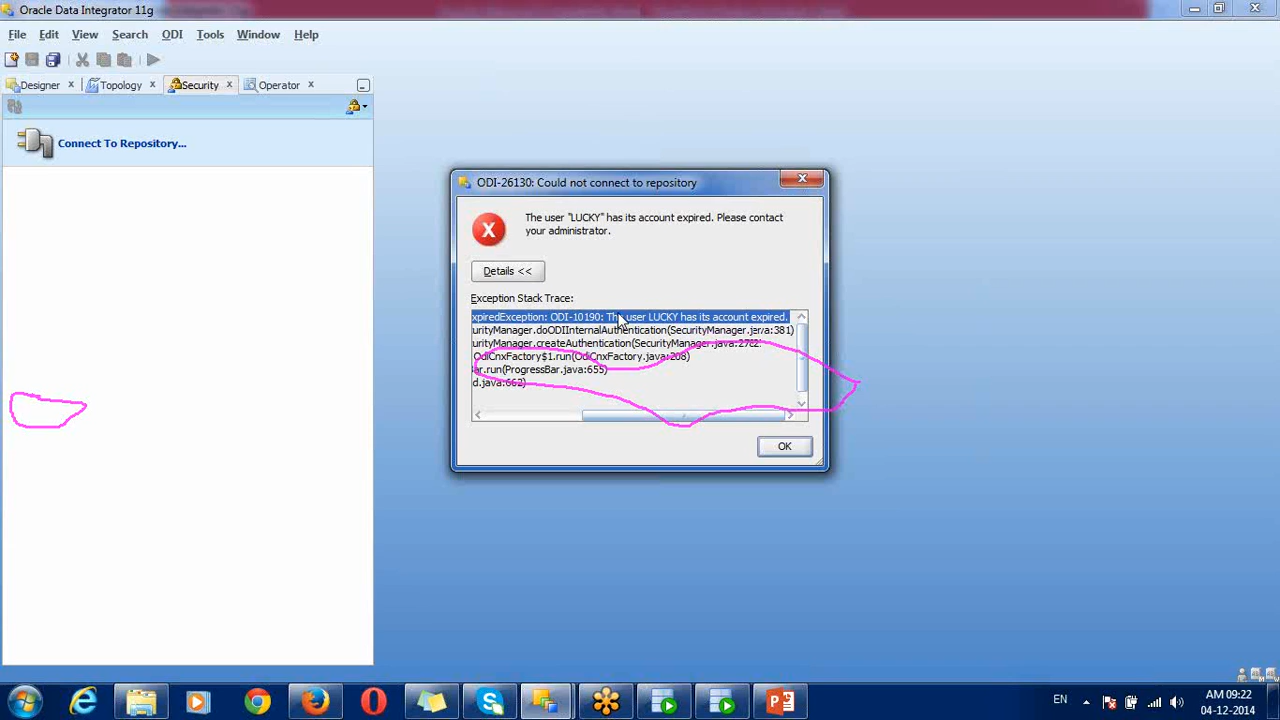 Oracle Data Integrator 11g
File Edit View Search ODI Tools Window Help
Designer Topology Security Operator
Connect To Repository...
ODI-26130: Could not connect to repository
The user "LUCKY" has its account expired. Please contact
your administrator.
Details <<
Exception Stack Trace:
xpiredException: ODI-10190: The user LUCKY has its account expired.
urityManager.doODIInternalAuthentication(SecurityManager.java:381)
urityManager.createAuthentication(SecurityManager.java:
OdiCnxFactory$1.run(OdiCnxFactory.java:208)
ar.run(ProgressBar.java:655)
d.java:662)
OK
EN
AM 09:22
04-12-2014